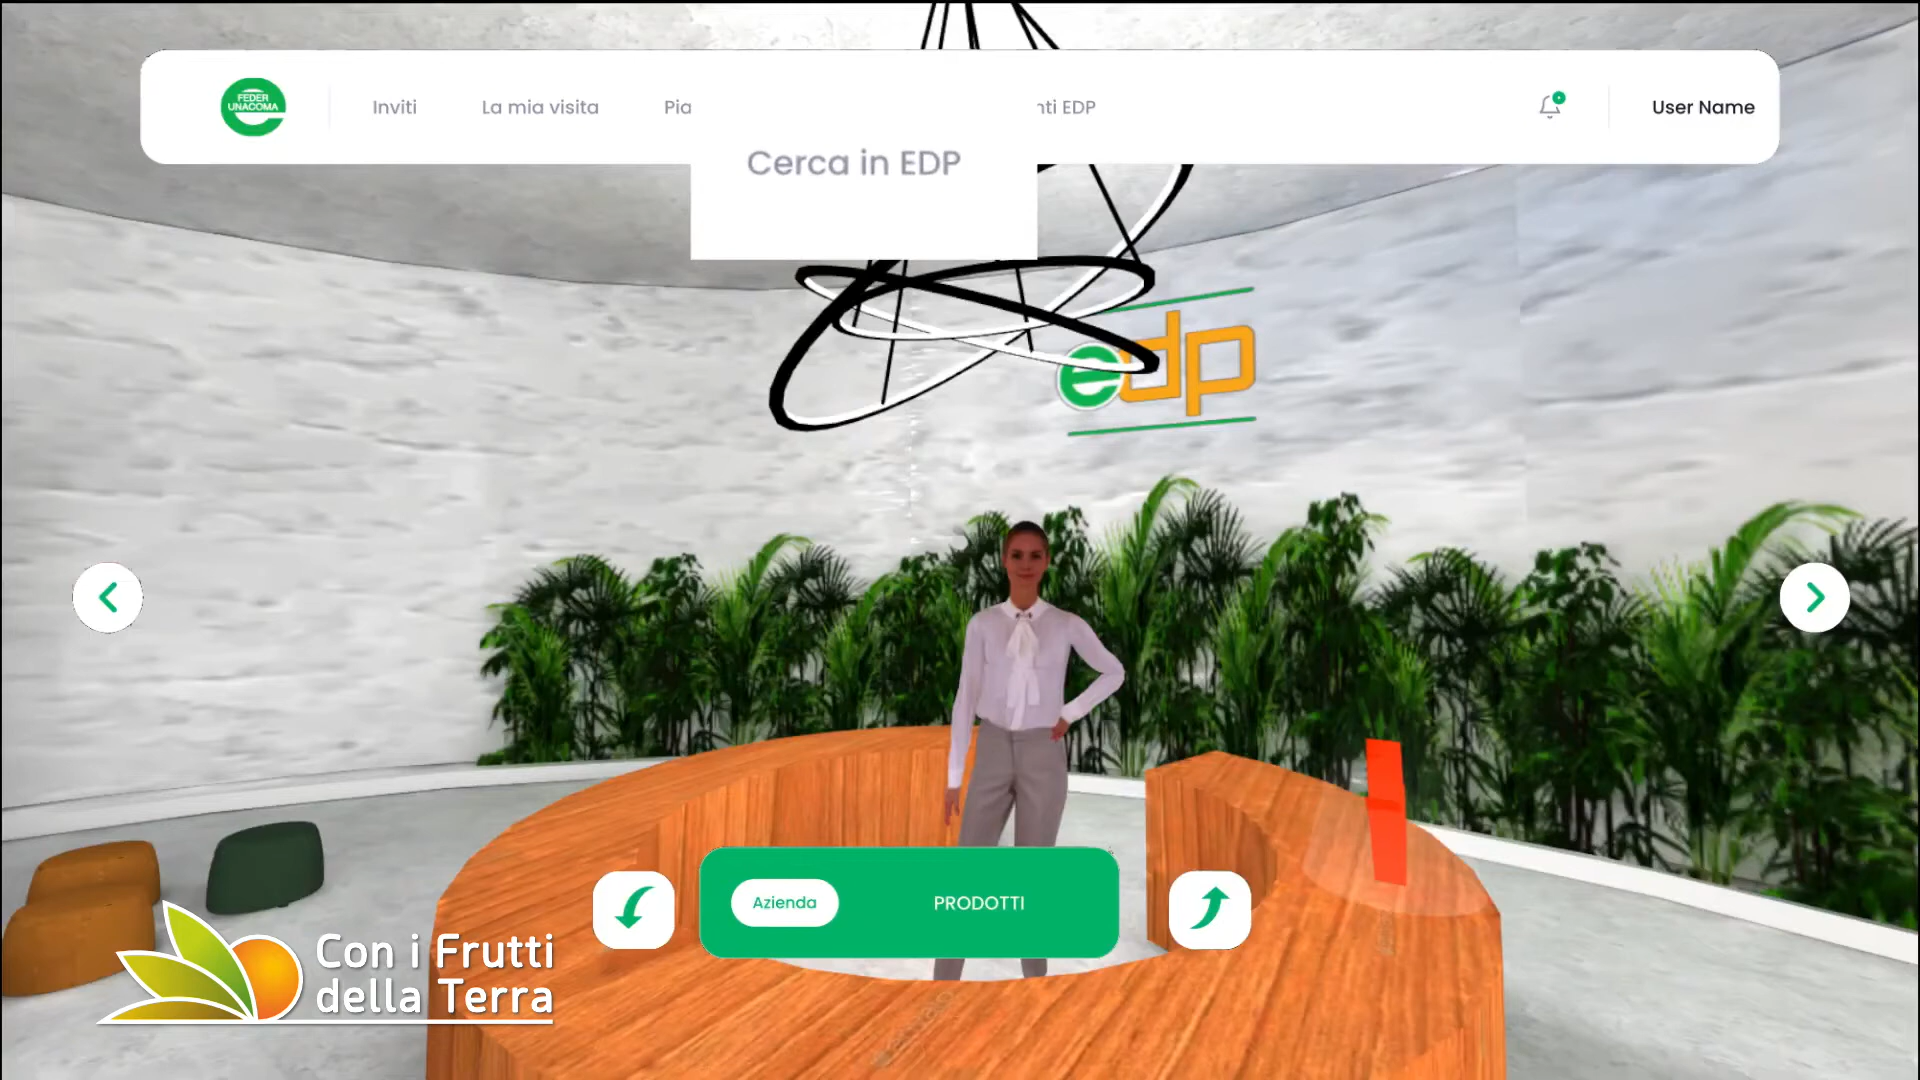 FEDER
UNACOMA
Inviti
La mia visita
Pia
nti EDP
User Name
Cerca in EDP
edp
Azienda
PRODOTTI
Con i Frutti
della Terra